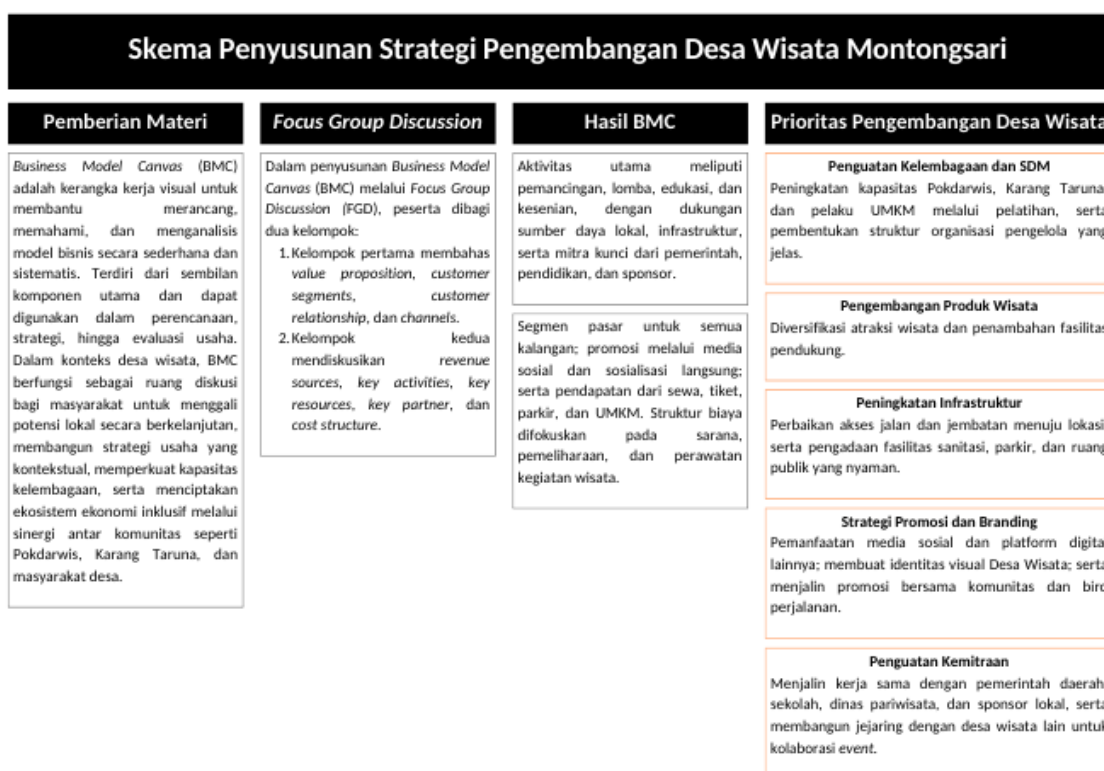 Skema Penyusunan Strategi Pengembangan Desa Wisata Montongsari
Pemberian Materi
Business Model Canvas (BMC)
adalah kerangka kerja visual untuk
membantu merancang,
memahami, dan menganalisis
model bisnis secara sederhana dan
sistematis. Terdiri dari sembilan
komponen utama dan dapat
digunakan dalam perencanaan,
strategi, hingga evaluasi usaha.
Dalam konteks desa wisata, BMC
berfungsi sebagai ruang diskusi
bagi masyarakat untuk menggali
potensi lokal secara berkelanjutan,
membangun strategi usaha yang
kontekstual, memperkuat kapasitas
kelembagaan, serta menciptakan
ekosistem ekonomi inklusif melalui
sinergi antar komunitas seperti
Pokdarwis, Karang Taruna, dan
masyarakat desa.
Focus Group Discussion
Dalam penyusunan Business Model
Canvas (BMC) melalui Focus Group
Discussion (FGD), peserta dibagi
dua kelompok:
1. Kelompok pertama membahas
value proposition, customer
segments, customer
relationship, dan channels.
2. Kelompok kedua
mendiskusikan revenue
sources, key activities, key
resources, key partner, dan
cost structure.
Hasil BMC
Aktivitas utama meliputi
pemancingan, lomba, edukasi, dan
kesenian, dengan dukungan
sumber daya lokal, infrastruktur,
serta mitra kunci dari pemerintah,
pendidikan, dan sponsor.
Segmen pasar untuk semua
kalangan; promosi melalui media
sosial dan sosialisasi langsung;
serta pendapatan dari sewa, tiket,
parkir, dan UMKM. Struktur biaya
difokuskan pada sarana,
pemeliharaan, dan perawatan
kegiatan wisata.
Prioritas Pengembangan Desa Wisata
Penguatan Kelembagaan dan SDM
Peningkatan kapasitas Pokdarwis, Karang Taruna
dan pelaku UMKM melalui pelatihan, serta
pembentukan struktur organisasi pengelola yang
jelas.
Pengembangan Produk Wisata
Diversifikasi atraksi wisata dan penambahan fasilitas
pendukung.
Peningkatan Infrastruktur
Perbaikan akses jalan dan jembatan menuju lokasi
serta pengadaan fasilitas sanitasi, parkir, dan ruang
publik yang nyaman.
Strategi Promosi dan Branding
Pemanfaatan media sosial dan platform digita
lainnya; membuat identitas visual Desa Wisata; serta
menjalin promosi bersama komunitas dan biro
perjalanan.
Penguatan Kemitraan
Menjalin kerja sama dengan pemerintah daerah
sekolah, dinas pariwisata, dan sponsor lokal, serta
membangun jejaring dengan desa wisata lain untuk
kolaborasi event.